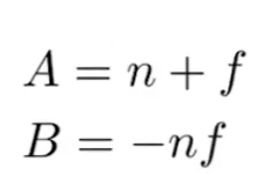 A = n + f
B = −nf